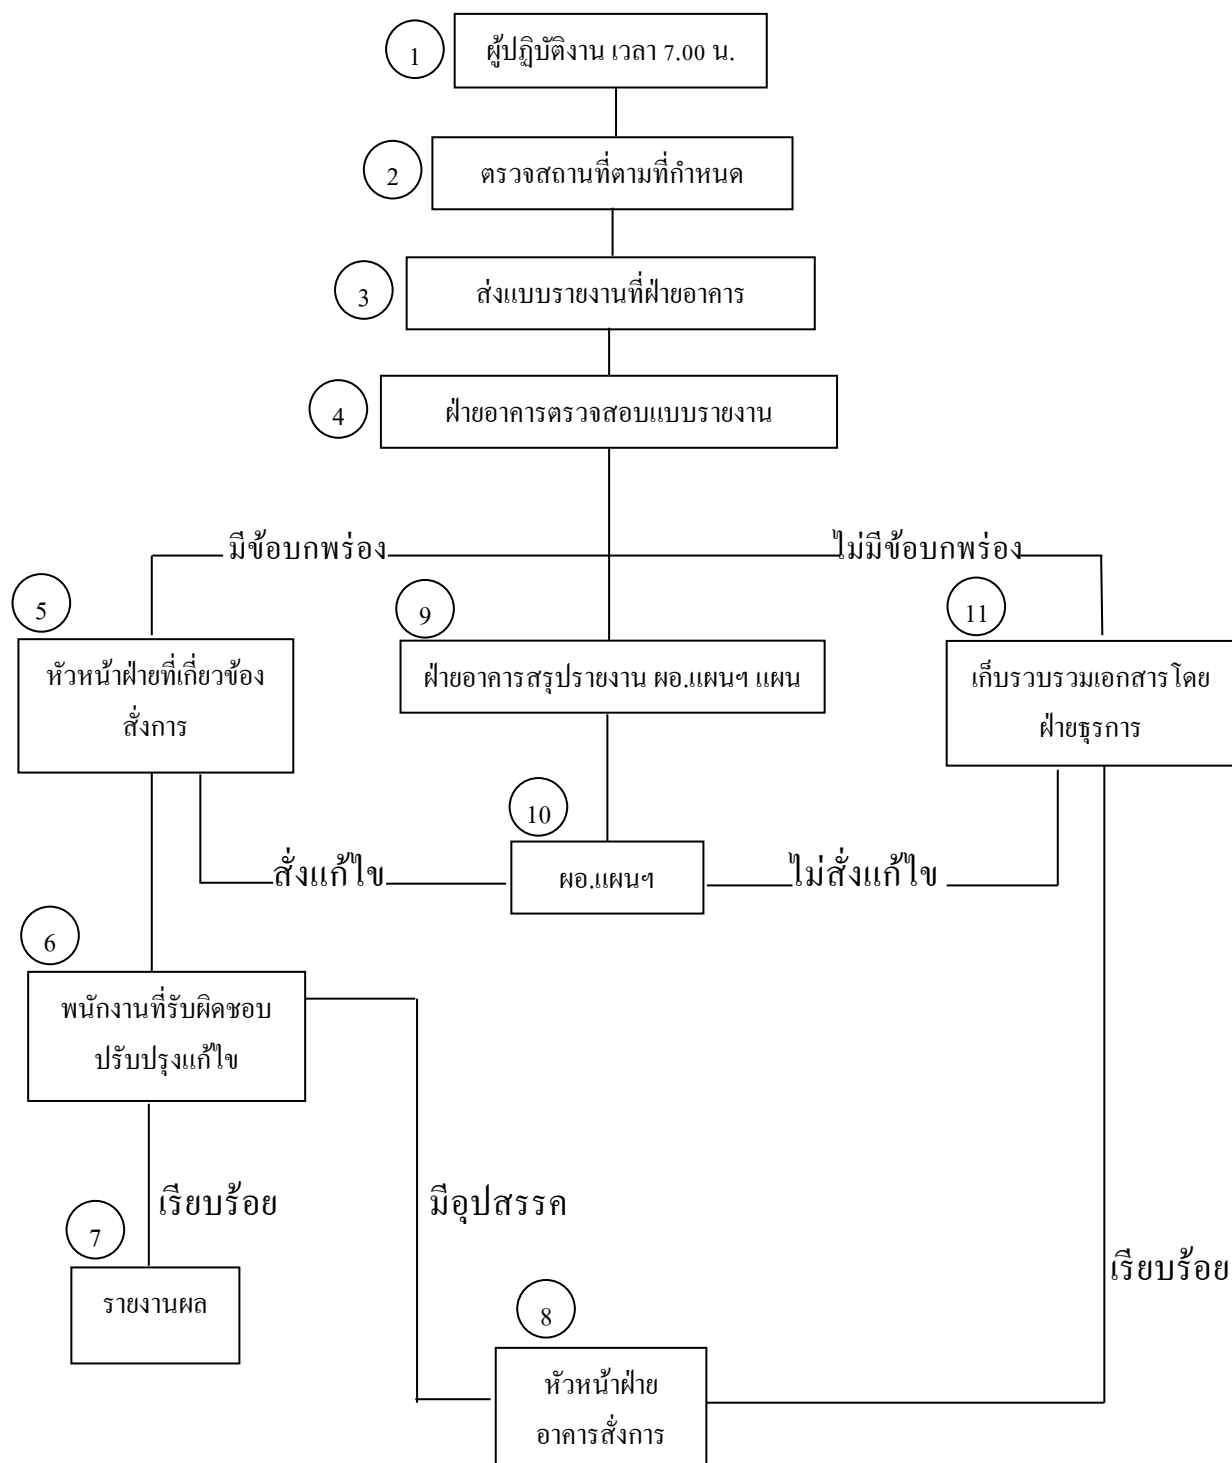 1
ผู้ปฏิบัติงาน เวลา 7.00 น.
2
ตรวจสถานที่ตามที่กำหนด
3
ส่งแบบรายงานที่ฝ่ายอาคาร
4
ฝ่ายอาคารตรวจสอบแบบรายงาน
มีข้อบกพร่อง
ไม่มีข้อบกพร่อง
5
หัวหน้าฝ่ายที่เกี่ยวข้อง
สั่งการ
9
ฝ่ายอาคารสรุปรายงาน ผอ.แผนฯ แผน
11
เก็บรวบรวมเอกสารโดย
ฝ่ายธุรการ
10
ผอ.แผนฯ
สั่งแก้ไข
ไม่สั่งแก้ไข
6
พนักงานที่รับผิดชอบ
ปรับปรุงแก้ไข
เรียบร้อย
มีอุปสรรค
7
รายงานผล
เรียบร้อย
8
หัวหน้าฝ่าย
อาคารสั่งการ